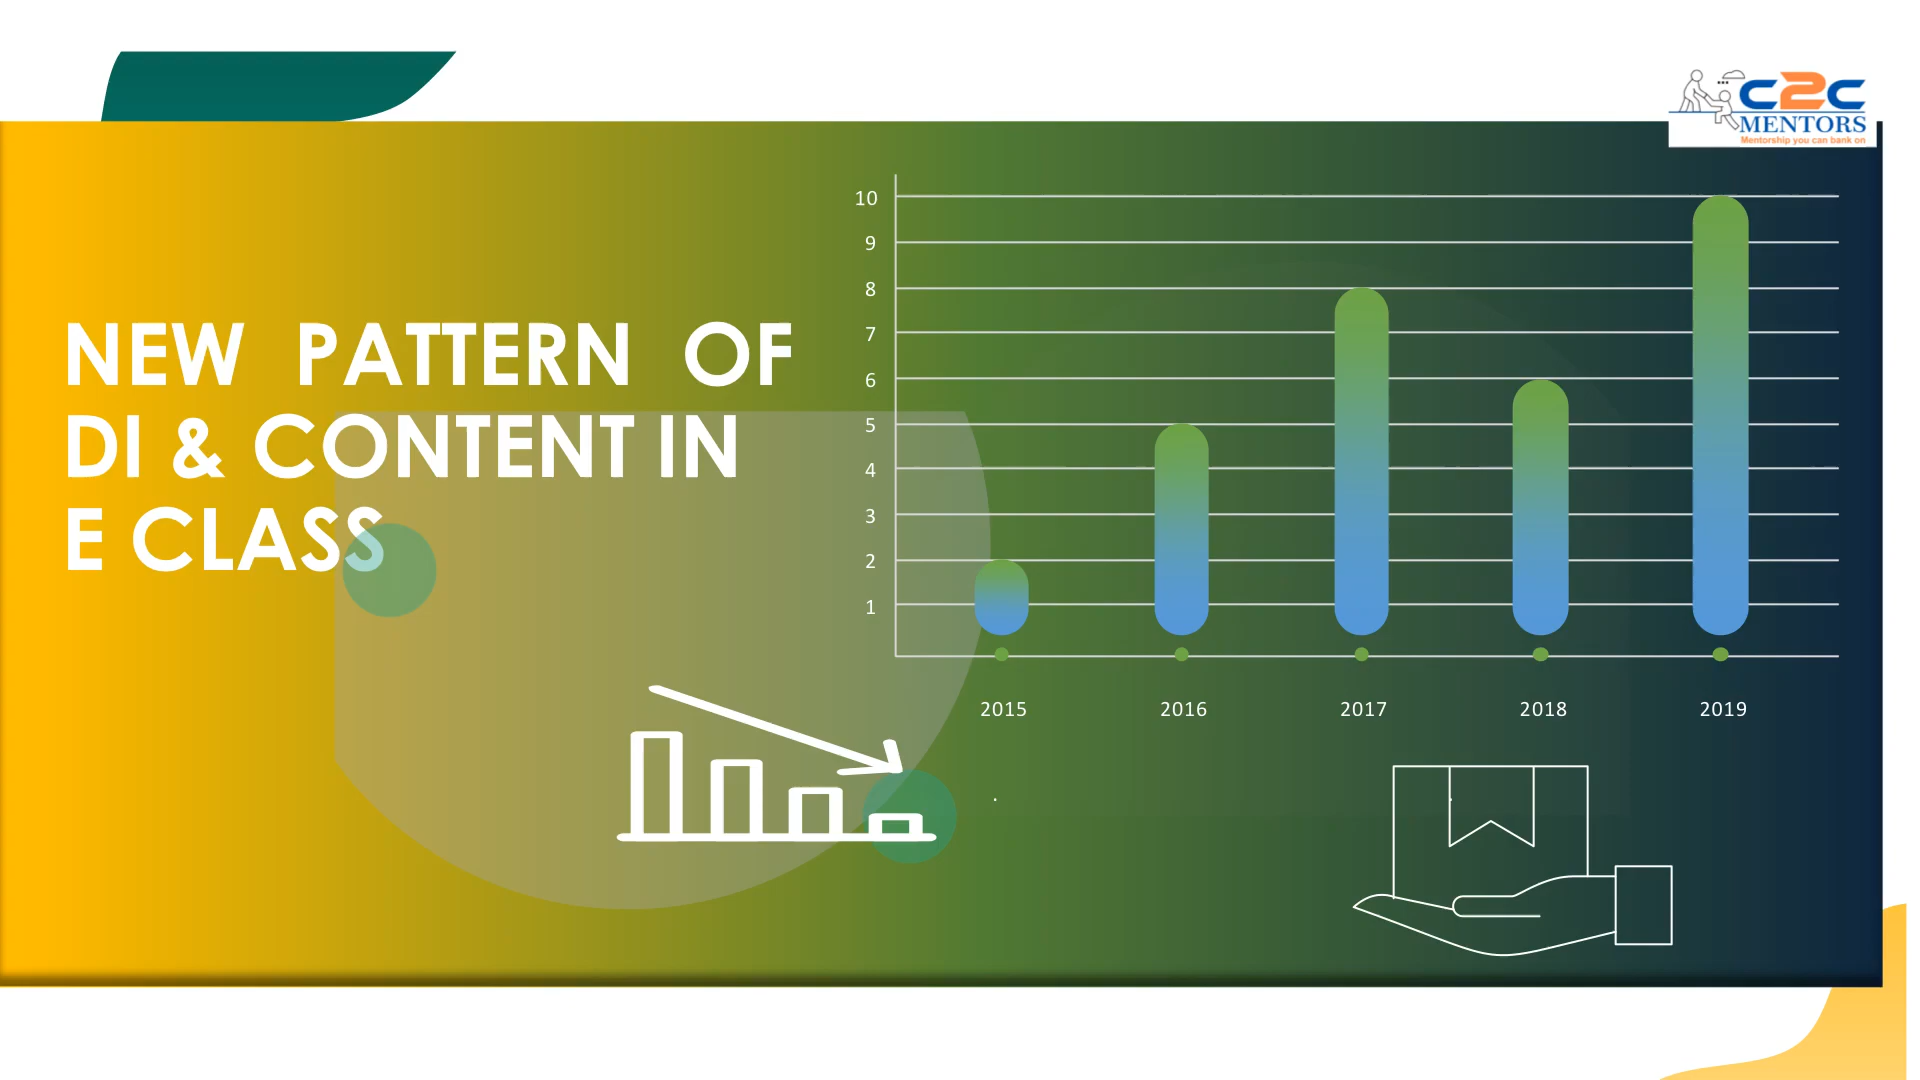 c2c
MENTORS
Mentorship you can bank on
NEW PATTERN OF
DI & CONTENT IN
E CLASS
10
9
8
7
6
5
4
3
2
1
2015 2016 2017 2018 2019